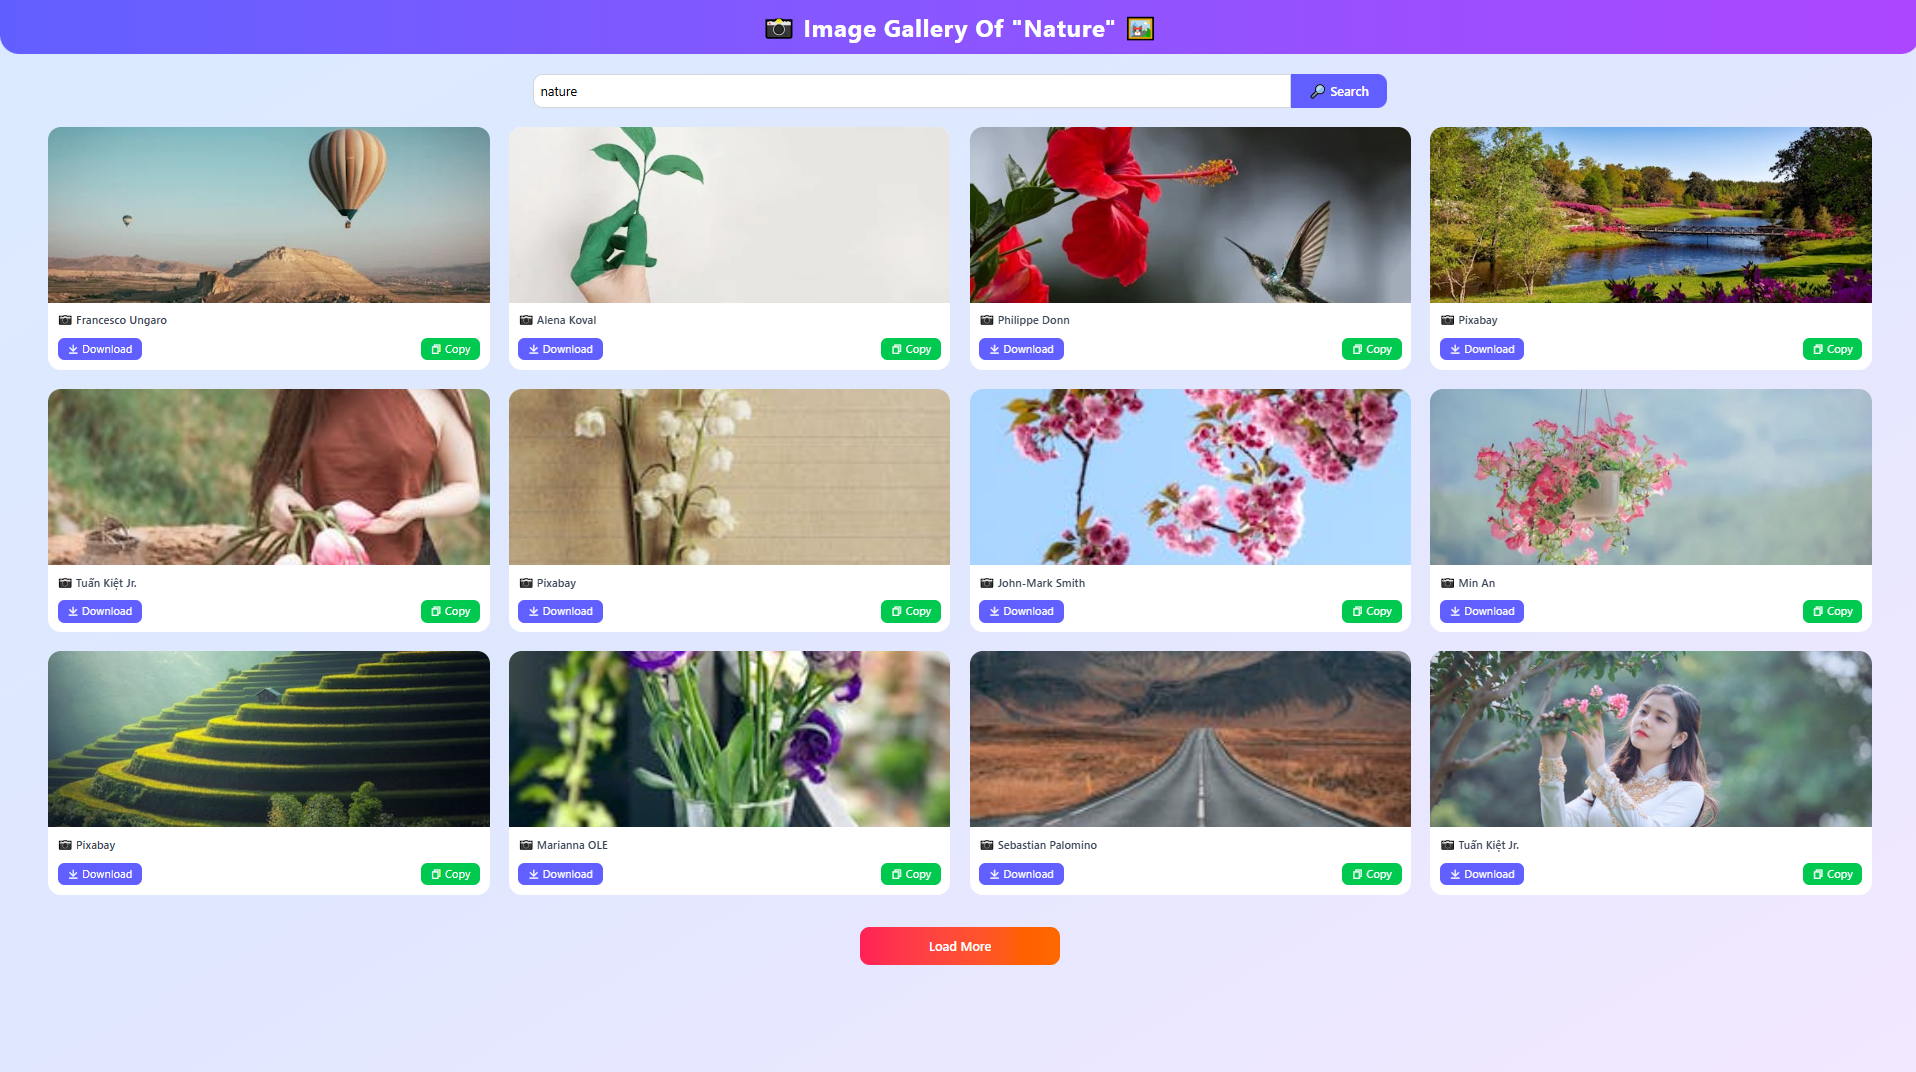 Image Gallery Of "Nature"
nature
Search
Francesco Ungaro
Download
Copy
Alena Koval
Download
Copy
Philippe Donn
Download
Copy
Pixabay
Download
Copy
Tuấn Kiệt Jr.
Download
Copy
Pixabay
Download
Copy
John-Mark Smith
Download
Copy
Min An
Download
Copy
Pixabay
Download
Copy
Marianna OLE
Download
Copy
Sebastian Palomino
Download
Copy
Tuấn Kiệt Jr.
Download
Copy
Load More